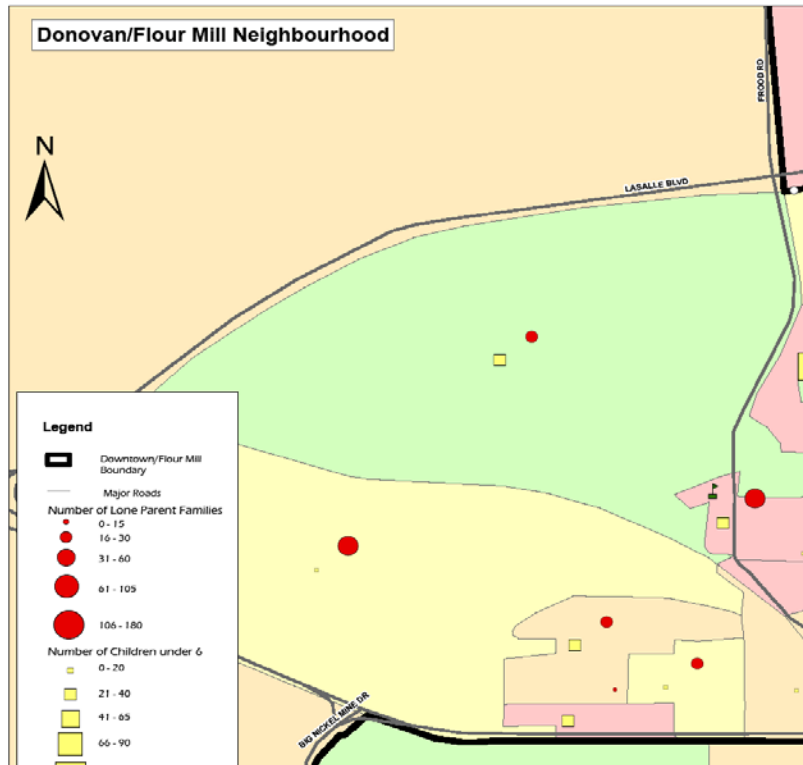 Donovan/Flour Mill Neighbourhood
FROOD RD
N
LASALLE BLVD
Legend
Downtown/Flour Mill
Boundary
Major Roads
Number of Lone Parent Families
0 - 15
16 - 30
31 - 60
61 - 105
106 - 180
Number of Children under 6
0 - 20
21 - 40
41 - 65
66 - 90
BIG NICKEL MINE DR